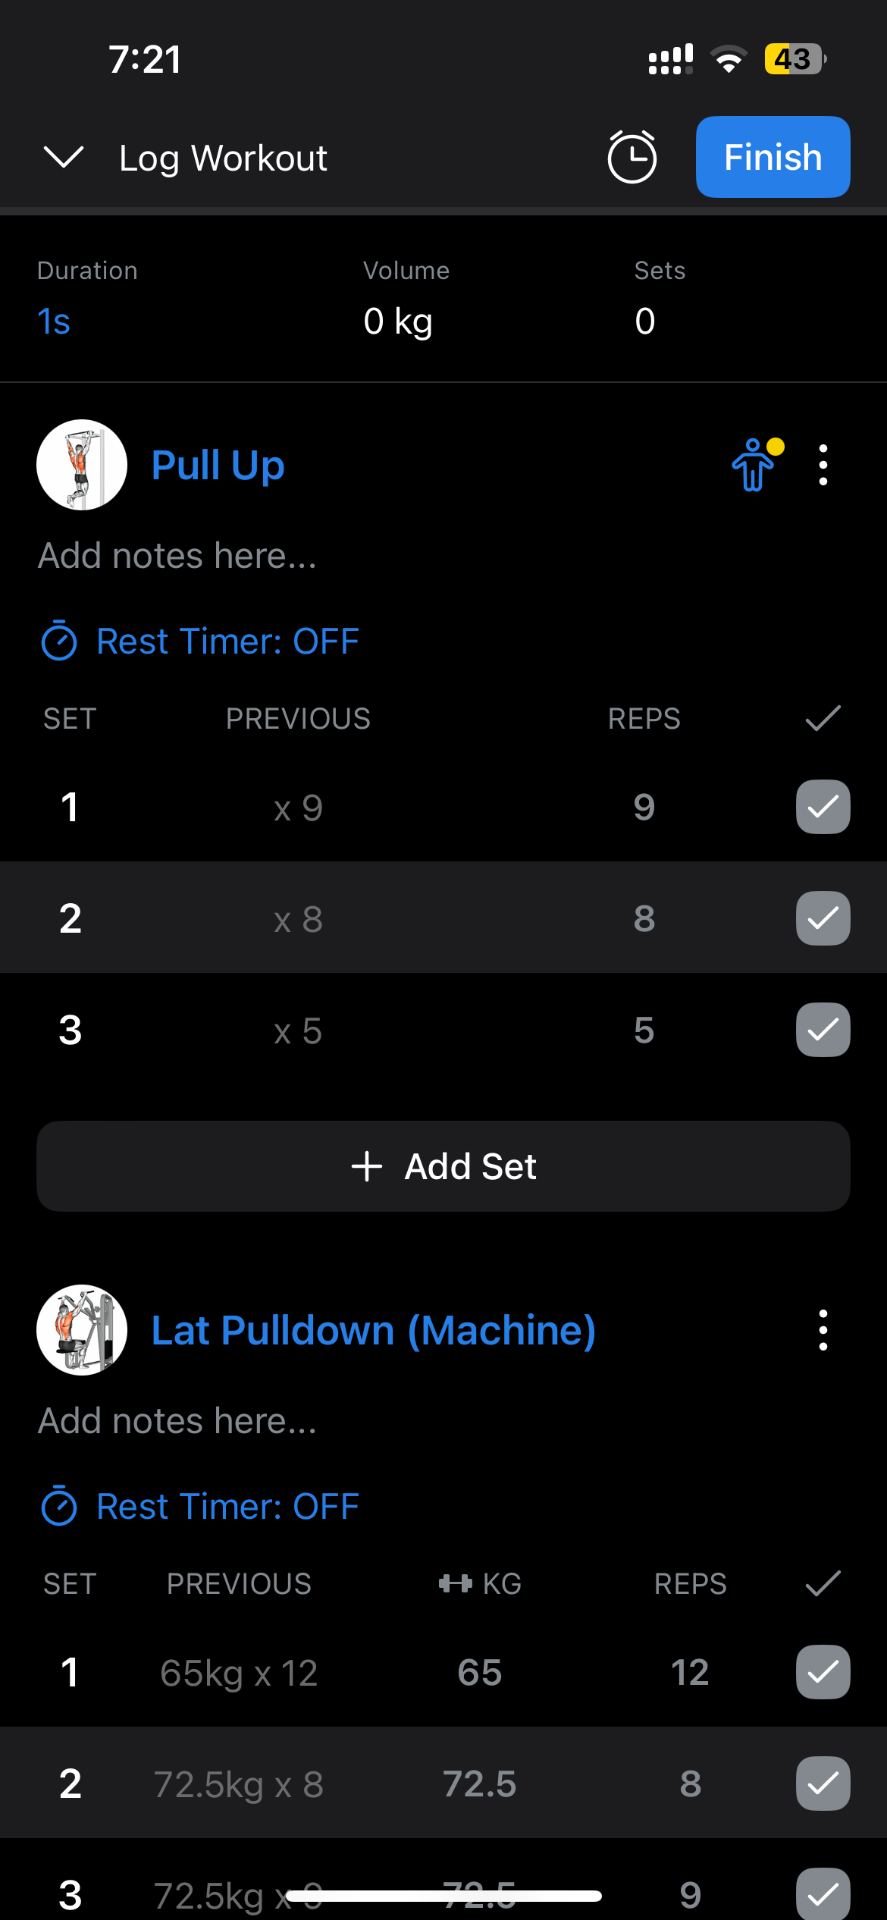 7:21
43
Log Workout
Finish
Duration Volume Sets
1s 0 kg 0
Pull Up
Add notes here...
Rest Timer: OFF
SET PREVIOUS REPS
1 x 9 9
2 x 8 8
3 x 5 5
+ Add Set
Lat Pulldown (Machine)
Add notes here...
Rest Timer: OFF
SET PREVIOUS KG REPS
1 65kg x 12 65 12
2 72.5kg x 8 72.5 8
3 72.5kg x 9 72.5 9